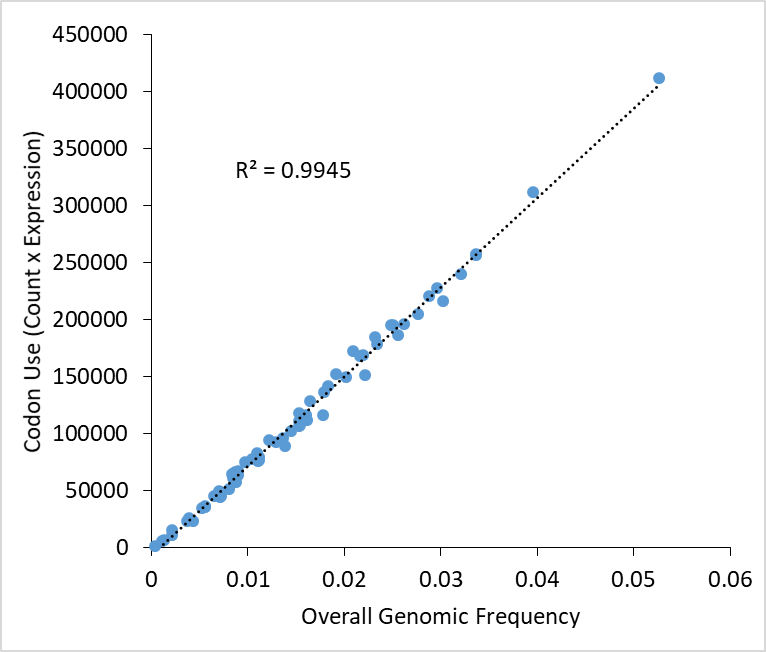 450000
400000
350000
300000
250000
200000
150000
100000
50000
0
Codon Use (Count x Expression)
R² = 0.9945
0 0.01 0.02 0.03 0.04 0.05 0.06
Overall Genomic Frequency